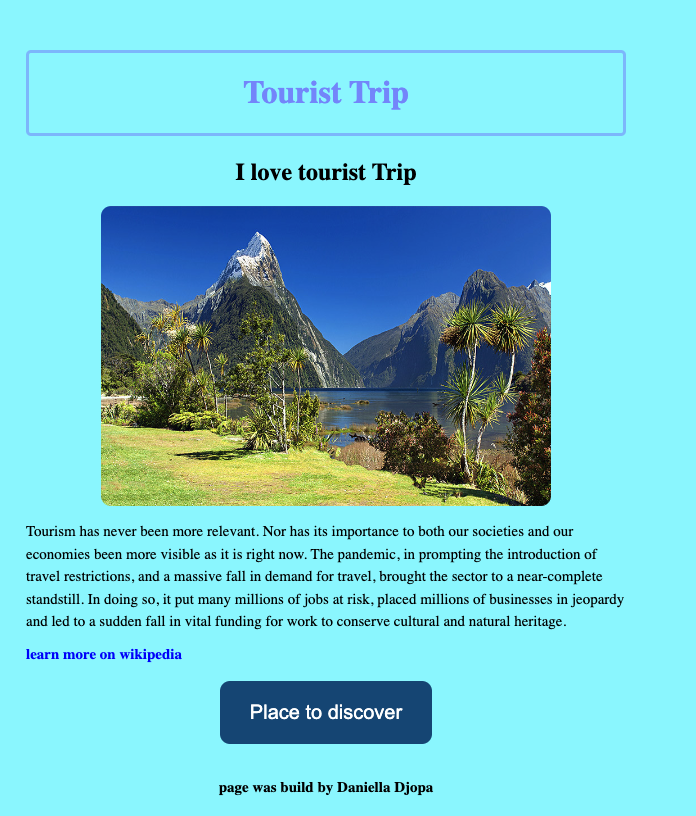 Tourist Trip
I love tourist Trip
Tourism has never been more relevant. Nor has its importance to both our societies and our
economies been more visible as it is right now. The pandemic, in prompting the introduction of
travel restrictions, and a massive fall in demand for travel, brought the sector to a near-complete
standstill. In doing so, it put many millions of jobs at risk, placed millions of businesses in jeopardy
and led to a sudden fall in vital funding for work to conserve cultural and natural heritage.
learn more on wikipedia
Place to discover
page was build by Daniella Djopa